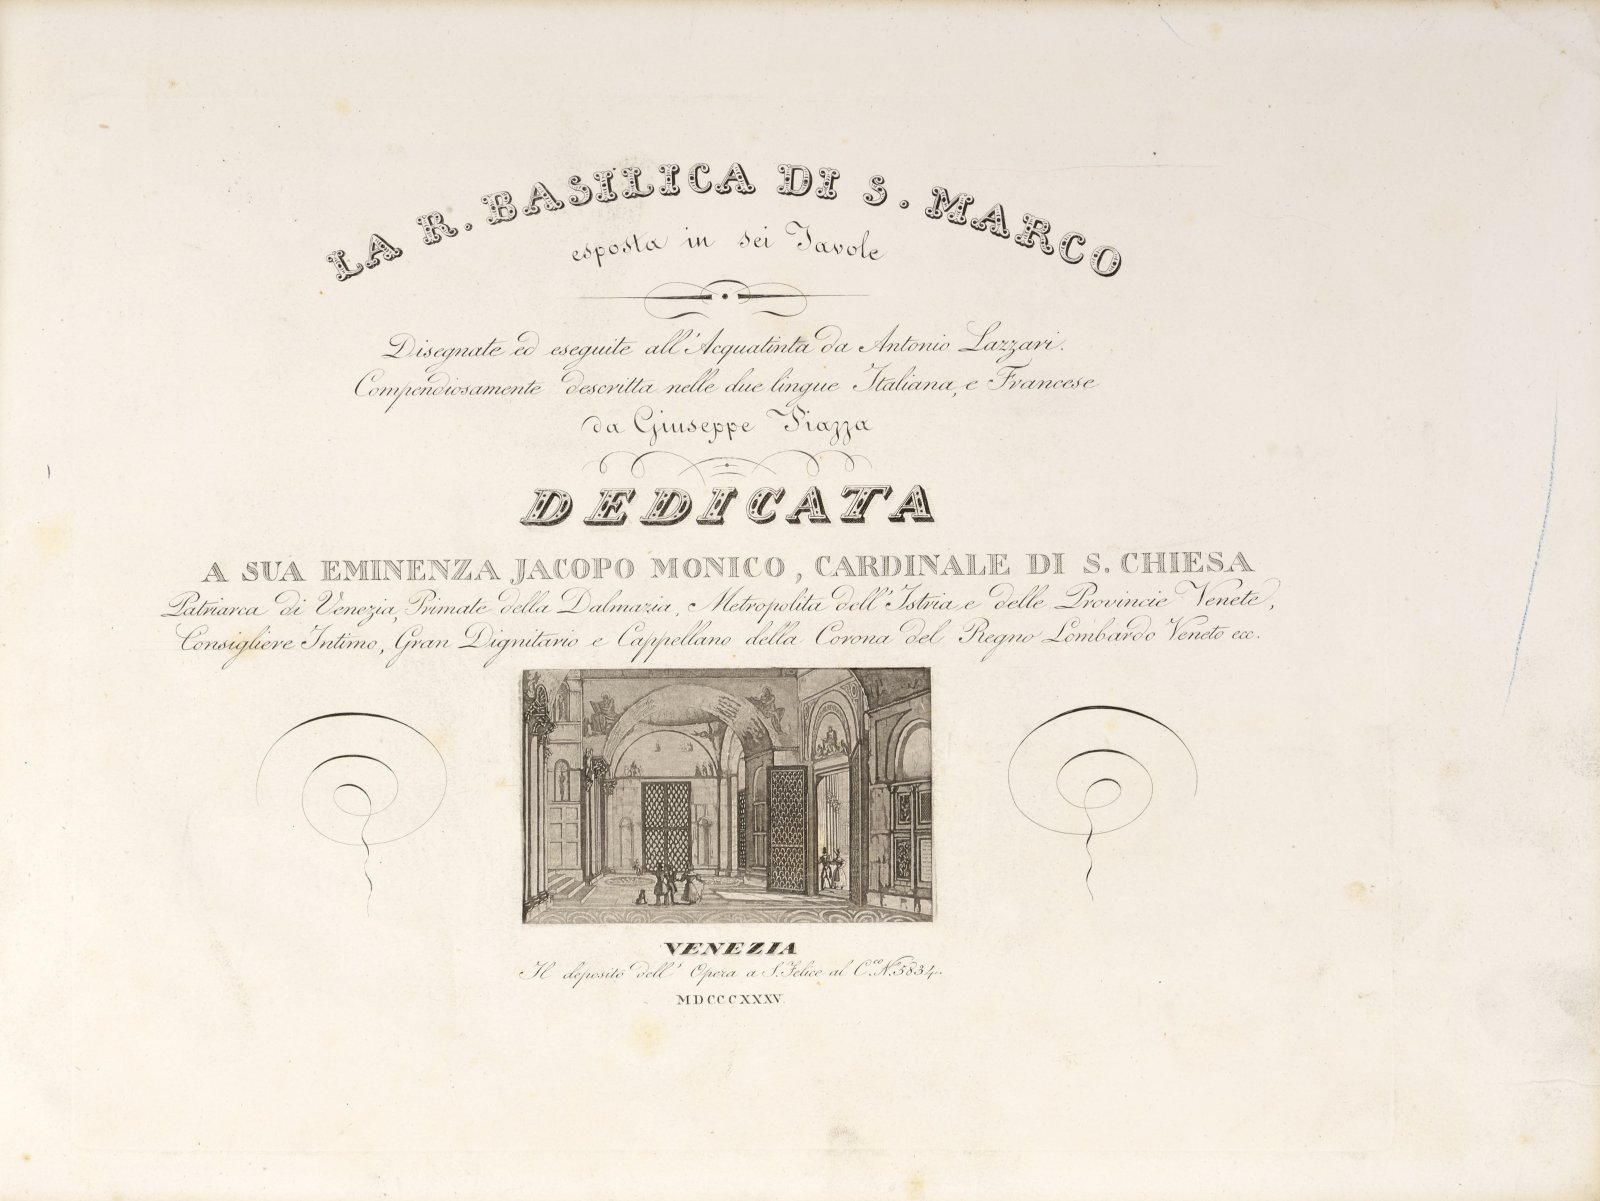 LA R. BASILICA DI S. MARCO
esposta in sei Tavole
Disegnate ed eseguite all'Acquatinta da Antonio Lazzari.
Compendiosamente descritta nelle due lingue Italiana, e Francese
da Giuseppe Piazza
DEDICATA
A SUA EMINENZA JACOPO MONICO, CARDINALE DI S. CHIESA
Patriarca di Venezia, Primate della Dalmazia, Metropolita dell'Istria e delle Provincie Venete,
Consigliere Intimo, Gran Dignitario e Cappellano della Corona del Regno Lombardo Veneto ecc.
VENEZIA
Il deposito dell' Opera a S. Felice al C.co N.o 5834.
MDCCCXXXV